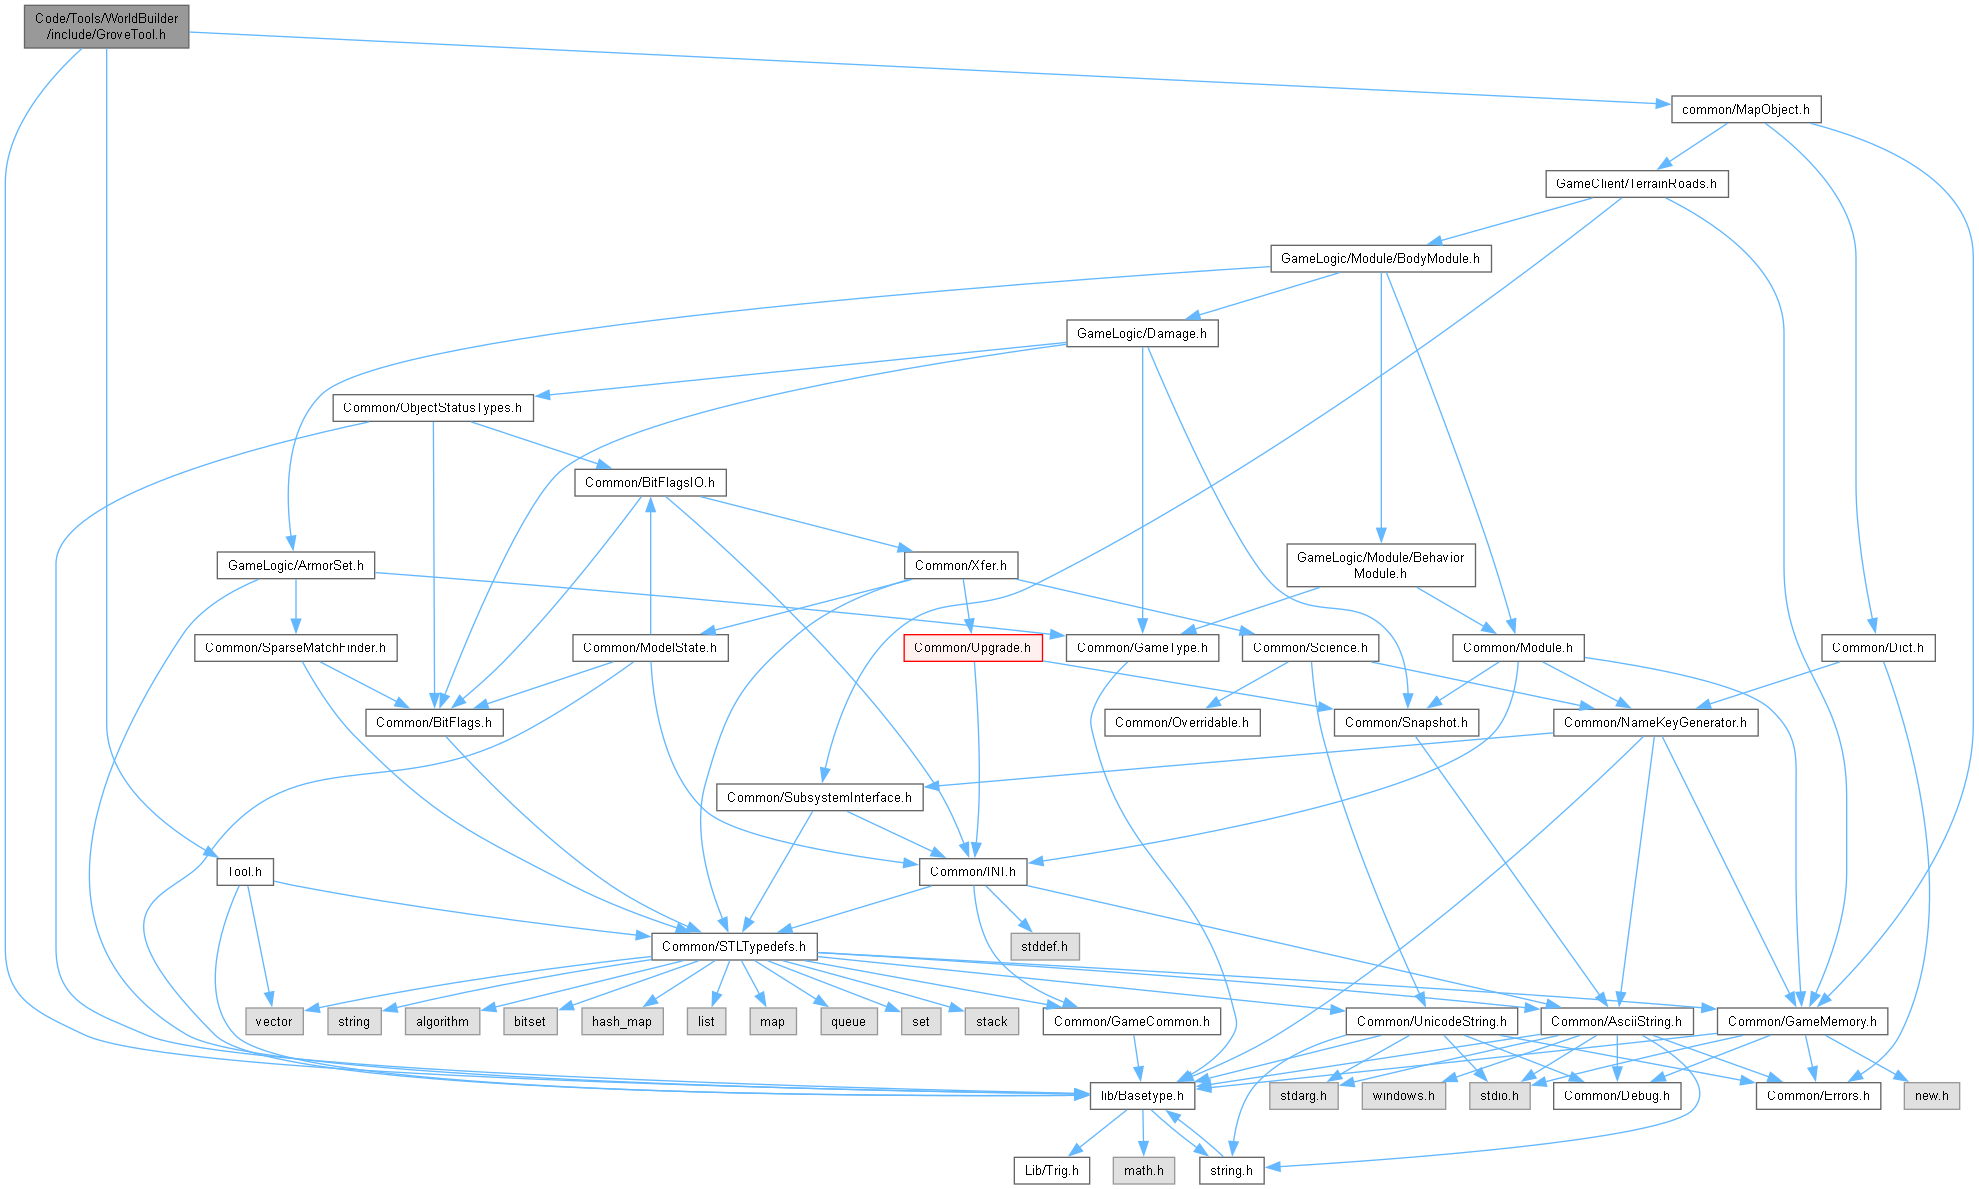 Code/Tools/WorldBuilder
/include/GroveTool.h
common/MapObject.h
GameClient/TerrainRoads.h
GameLogic/Module/BodyModule.h
GameLogic/Damage.h
Common/ObjectStatusTypes.h
Common/BitFlagsIO.h
GameLogic/ArmorSet.h
Common/Xfer.h
GameLogic/Module/Behavior
Module.h
Common/SparseMatchFinder.h
Common/ModelState.h
Common/Upgrade.h
Common/GameType.h
Common/Science.h
Common/Module.h
Common/Dict.h
Common/BitFlags.h
Common/Overridable.h
Common/Snapshot.h
Common/NameKeyGenerator.h
Common/SubsystemInterface.h
Tool.h
Common/INI.h
Common/STLTypedefs.h
stddef.h
vector
string
algorithm
bitset
hash_map
list
map
queue
set
stack
Common/GameCommon.h
Common/UnicodeString.h
Common/AsciiString.h
Common/GameMemory.h
lib/Basetype.h
stdarg.h
windows.h
stdio.h
Common/Debug.h
Common/Errors.h
new.h
Lib/Trig.h
math.h
string.h